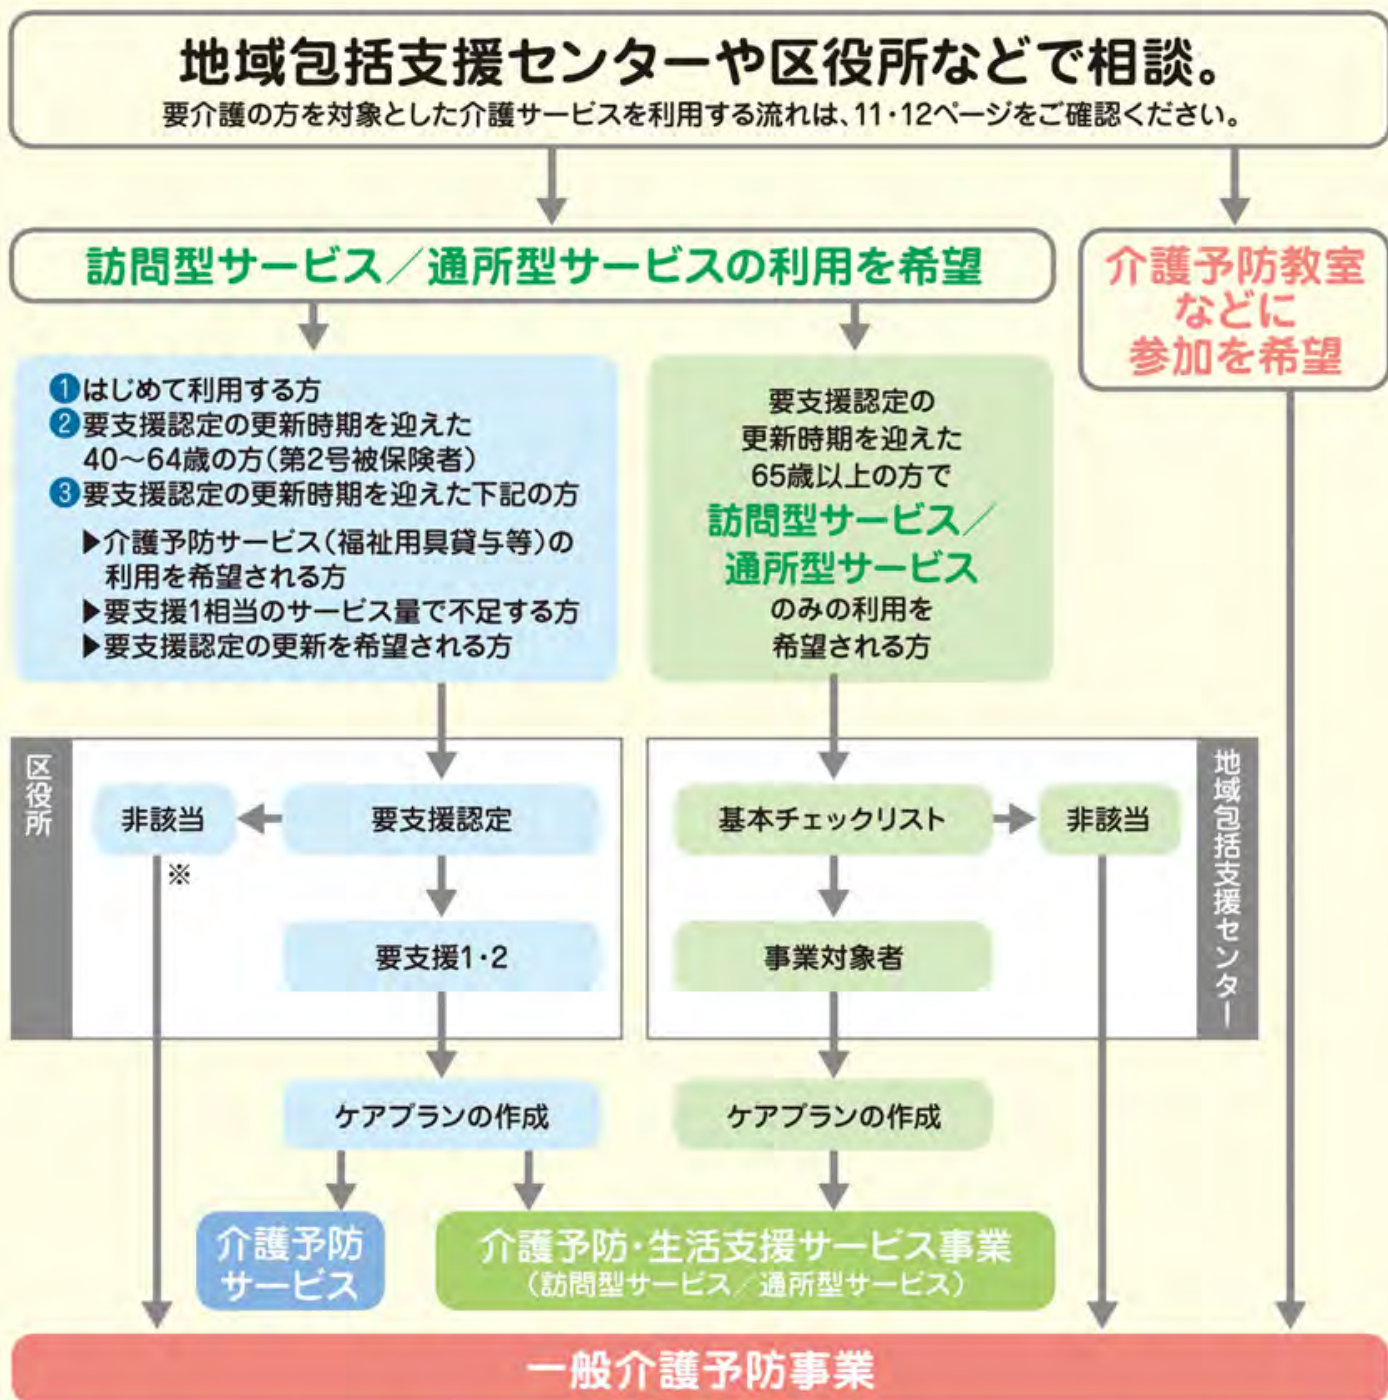 地域包括支援センターや区役所などで相談。
要介護の方を対象とした介護サービスを利用する流れは、11・12ページをご確認ください。
訪問型サービス／通所型サービスの利用を希望
介護予防教室
などに
参加を希望
❶はじめて利用する方
❷要支援認定の更新時期を迎えた
40～64歳の方（第2号被保険者）
❸要支援認定の更新時期を迎えた下記の方
▶介護予防サービス（福祉用具貸与等）の
利用を希望される方
▶要支援1相当のサービス量で不足する方
▶要支援認定の更新を希望される方
要支援認定の
更新時期を迎えた
65歳以上の方で
訪問型サービス／
通所型サービス
のみの利用を
希望される方
区役所
非該当
※
要支援認定
要支援1・2
基本チェックリスト
非該当
事業対象者
地域包括支援センター
ケアプランの作成
ケアプランの作成
介護予防
サービス
介護予防・生活支援サービス事業
（訪問型サービス／通所型サービス）
一般介護予防事業